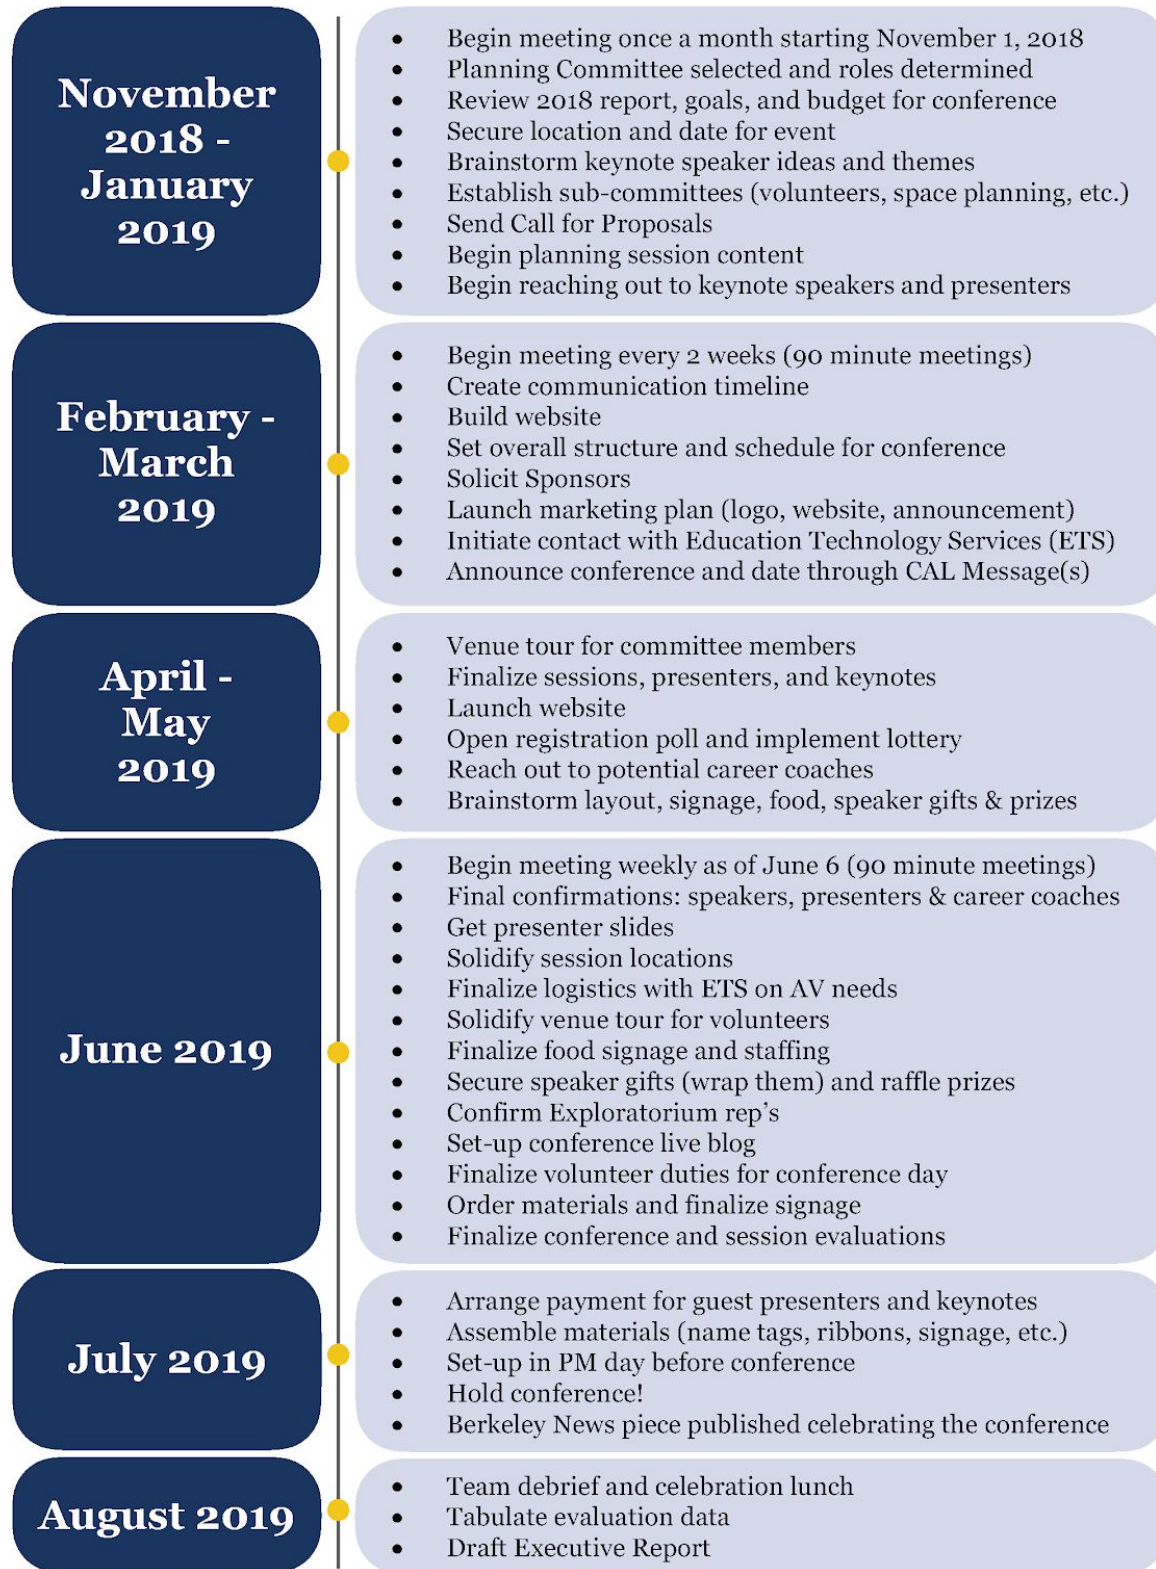 November
2018 -
January
2019
• Begin meeting once a month starting November 1, 2018
• Planning Committee selected and roles determined
• Review 2018 report, goals, and budget for conference
• Secure location and date for event
• Brainstorm keynote speaker ideas and themes
• Establish sub-committees (volunteers, space planning, etc.)
• Send Call for Proposals
• Begin planning session content
• Begin reaching out to keynote speakers and presenters
February -
March
2019
• Begin meeting every 2 weeks (90 minute meetings)
• Create communication timeline
• Build website
• Set overall structure and schedule for conference
• Solicit Sponsors
• Launch marketing plan (logo, website, announcement)
• Initiate contact with Education Technology Services (ETS)
• Announce conference and date through CAL Message(s)
April -
May
2019
• Venue tour for committee members
• Finalize sessions, presenters, and keynotes
• Launch website
• Open registration poll and implement lottery
• Reach out to potential career coaches
• Brainstorm layout, signage, food, speaker gifts & prizes
June 2019
• Begin meeting weekly as of June 6 (90 minute meetings)
• Final confirmations: speakers, presenters & career coaches
• Get presenter slides
• Solidify session locations
• Finalize logistics with ETS on AV needs
• Solidify venue tour for volunteers
• Finalize food signage and staffing
• Secure speaker gifts (wrap them) and raffle prizes
• Confirm Exploratorium rep’s
• Set-up conference live blog
• Finalize volunteer duties for conference day
• Order materials and finalize signage
• Finalize conference and session evaluations
July 2019
• Arrange payment for guest presenters and keynotes
• Assemble materials (name tags, ribbons, signage, etc.)
• Set-up in PM day before conference
• Hold conference!
• Berkeley News piece published celebrating the conference
August 2019
• Team debrief and celebration lunch
• Tabulate evaluation data
• Draft Executive Report